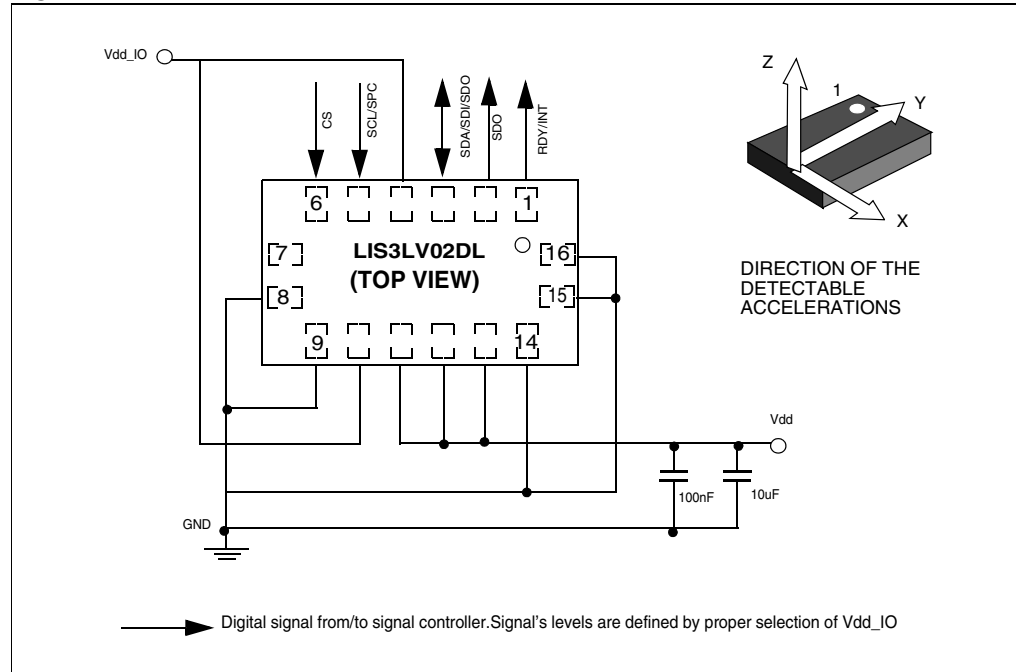 Vdd_IO
CS
SCL/SPC
SDA/SDI/SDO
SDO
RDY/INT
Z
1
Y
X
6
1
7
LIS3LV02DL
16
8
(TOP VIEW)
15
9
14
DIRECTION OF THE
DETECTABLE
ACCELERATIONS
Vdd
100nF
10uF
GND
Digital signal from/to signal controller.Signal's levels are defined by proper selection of Vdd_IO